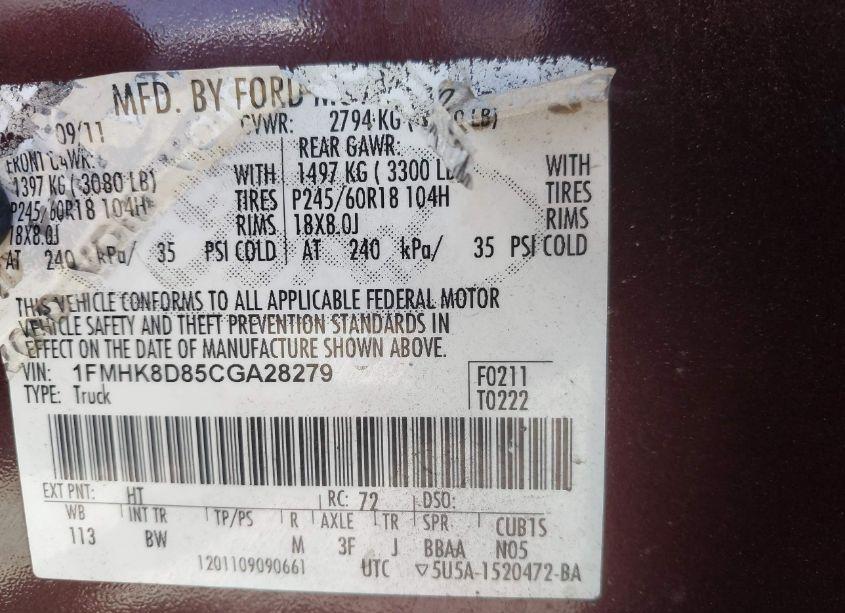 MFD. BY FORD
09/11 GVWR: 2794 KG ( LB)
FRONT GAWR: REAR GAWR:
1397 KG ( 3080 LB) WITH 1497 KG ( 3300 LB WITH
P245/60R18 104H TIRES P245/60R18 104H TIRES
18X8.0J RIMS 18X8.0J RIMS
AT 240 kPa/ 35 PSI COLD AT 240 kPa/ 35 PSI COLD
THIS VEHICLE CONFORMS TO ALL APPLICABLE FEDERAL MOTOR
VEHICLE SAFETY AND THEFT PREVENTION STANDARDS IN
EFFECT ON THE DATE OF MANUFACTURE SHOWN ABOVE.
VIN: 1FMHK8D85CGA28279 F0211
TYPE: Truck T0222
EXT PNT: HT RC: 72 DSO:
WB INT TR TP/PS R AXLE TR SPR CUB1S
113 BW M 3F J BBAA N05
1201109090661 UTC ▽5U5A-1520472-BA